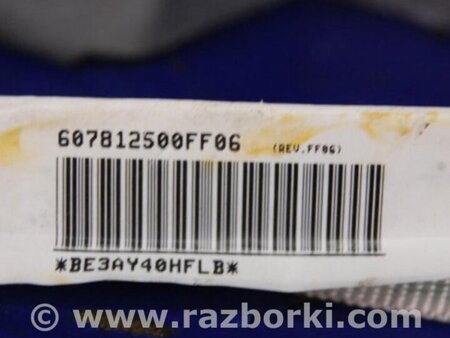 607812500FF06 (REV.FF06)
*BE3AY40HFLB*
© www.razborki.com